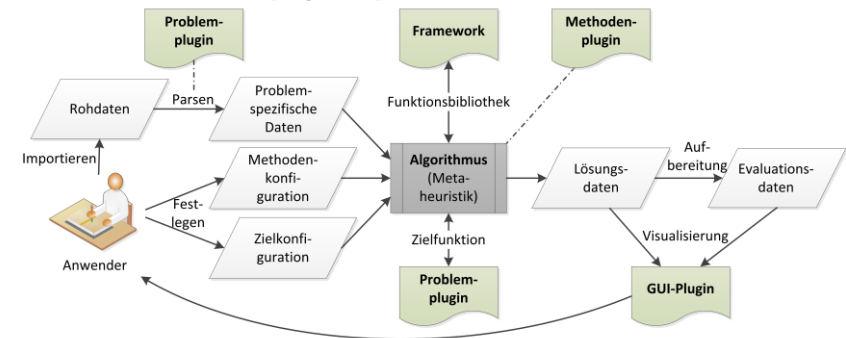 Problem-
plugin
Framework
Methoden-
plugin
Rohdaten
Parsen
Problem-
spezifische
Daten
Funktionsbibliothek
Importieren
Methoden-
konfi-
guration
Algorithmus
(Meta-
heuristik)
Lösungs-
daten
Auf-
bereitung
Evaluations-
daten
Fest-
legen
Zielkonfi-
guration
Zielfunktion
Visualisierung
Anwender
Problem-
plugin
GUI-Plugin